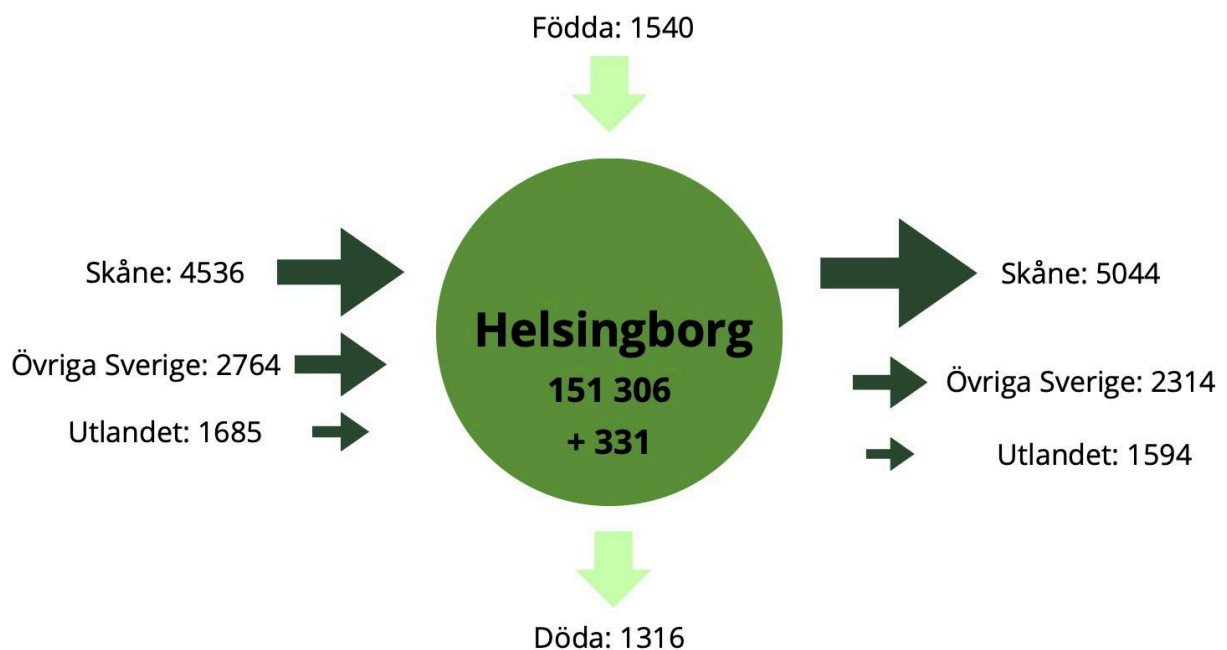 Födda: 1540
Skåne: 4536
Övriga Sverige: 2764
Utlandet: 1685
Helsingborg
151 306
+ 331
Skåne: 5044
Övriga Sverige: 2314
Utlandet: 1594
Döda: 1316